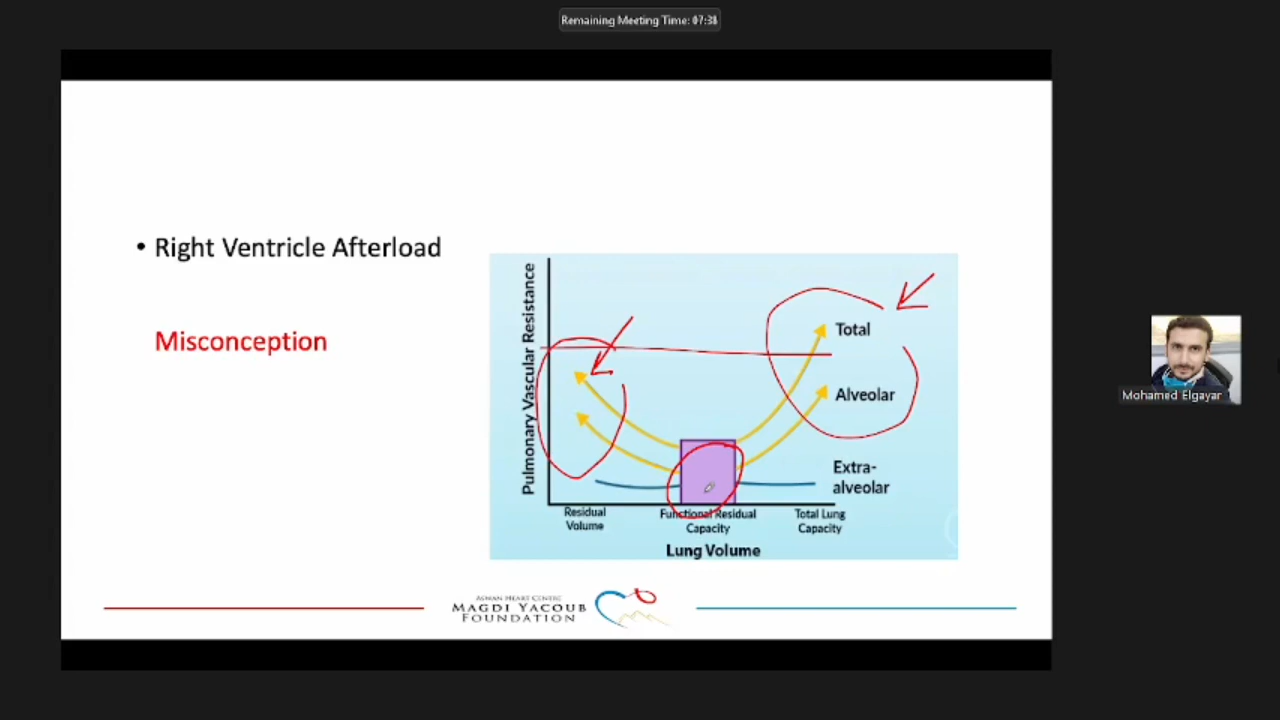 Remaining Meeting Time: 07:38
• Right Ventricle Afterload
Misconception
Pulmonary Vascular Resistance
Total
Alveolar
Extra-
alveolar
Residual
Volume
Functional Residual
Capacity
Total Lung
Capacity
Lung Volume
ASWAN HEART CENTRE
MAGDI YACOUB
FOUNDATION
Mohamed Elgayar